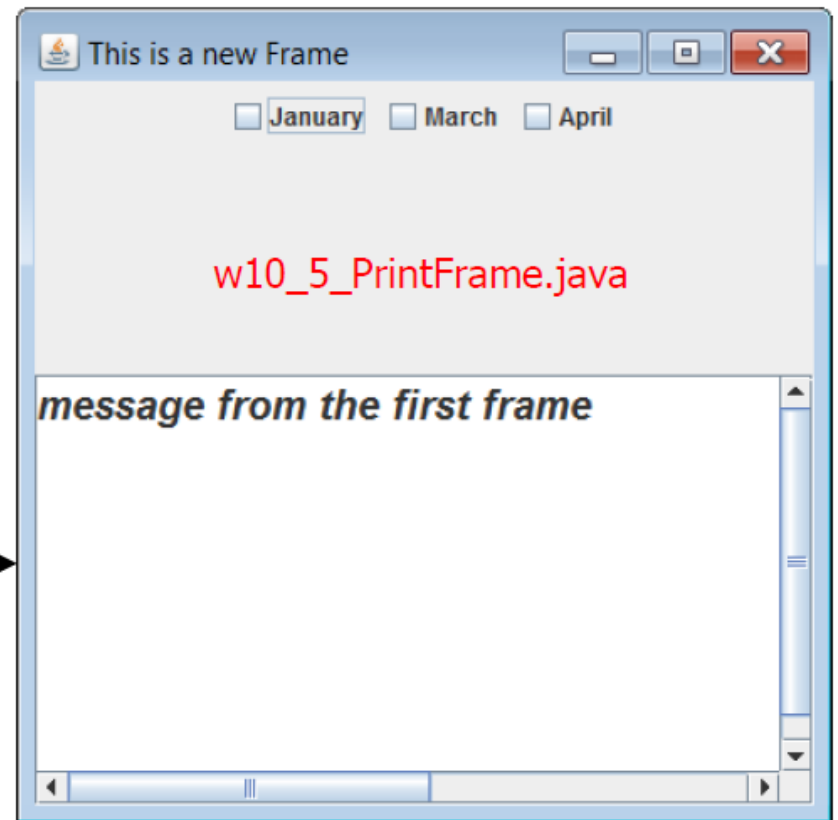 This is a new Frame
January March April
w10_5_PrintFrame.java
message from the first frame